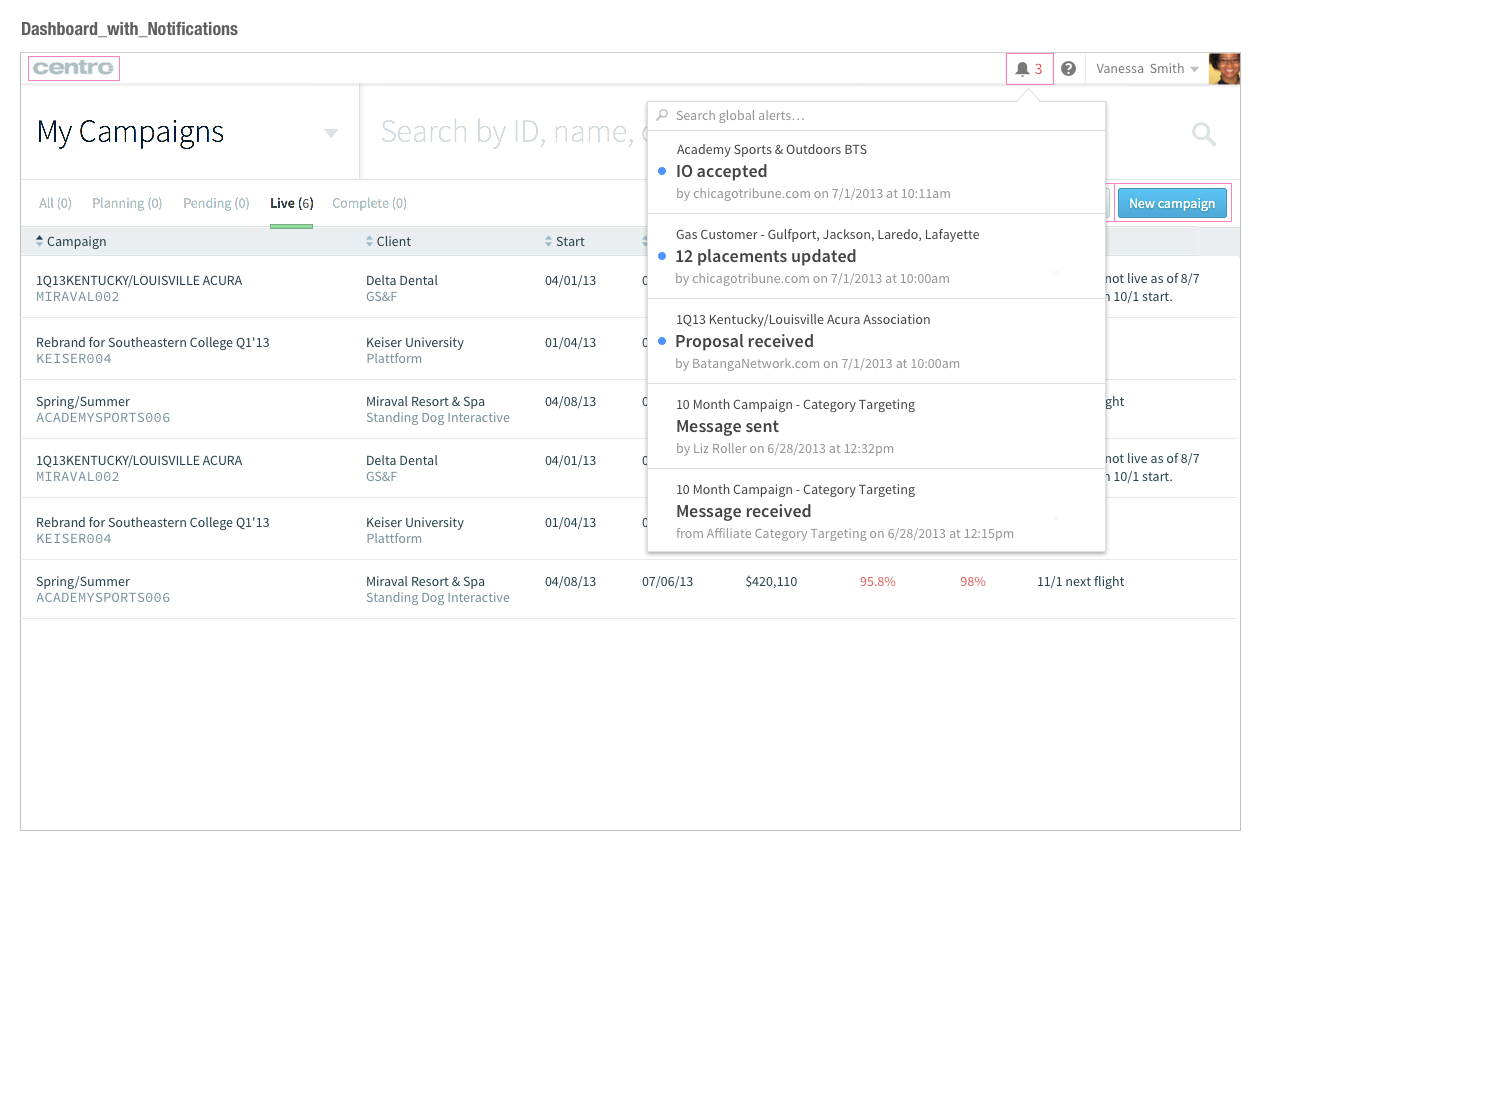 Dashboard_with_Notifications
centro
3
Vanessa Smith
My Campaigns
Search by ID, name,
Search global alerts…
Academy Sports & Outdoors BTS
IO accepted
by chicagotribune.com on 7/1/2013 at 10:11am
Gas Customer - Gulfport, Jackson, Laredo, Lafayette
12 placements updated
by chicagotribune.com on 7/1/2013 at 10:00am
1Q13 Kentucky/Louisville Acura Association
Proposal received
by BatangaNetwork.com on 7/1/2013 at 10:00am
10 Month Campaign - Category Targeting
Message sent
by Liz Roller on 6/28/2013 at 12:32pm
10 Month Campaign - Category Targeting
Message received
from Affiliate Category Targeting on 6/28/2013 at 12:15pm
All (0) Planning (0) Pending (0) Live (6) Complete (0)
New campaign
Campaign Client Start
1Q13KENTUCKY/LOUISVILLE ACURA Delta Dental 04/01/13 not live as of 8/7
MIRAVAL002 GS&F 10/1 start.
Rebrand for Southeastern College Q1'13 Keiser University 01/04/13
KEISER004 Plattform
Spring/Summer Miraval Resort & Spa 04/08/13
ACADEMYSPORTS006 Standing Dog Interactive
1Q13KENTUCKY/LOUISVILLE ACURA Delta Dental 04/01/13 not live as of 8/7
MIRAVAL002 GS&F 10/1 start.
Rebrand for Southeastern College Q1'13 Keiser University 01/04/13
KEISER004 Plattform
Spring/Summer Miraval Resort & Spa 04/08/13 07/06/13 $420,110 95.8% 98% 11/1 next flight
ACADEMYSPORTS006 Standing Dog Interactive